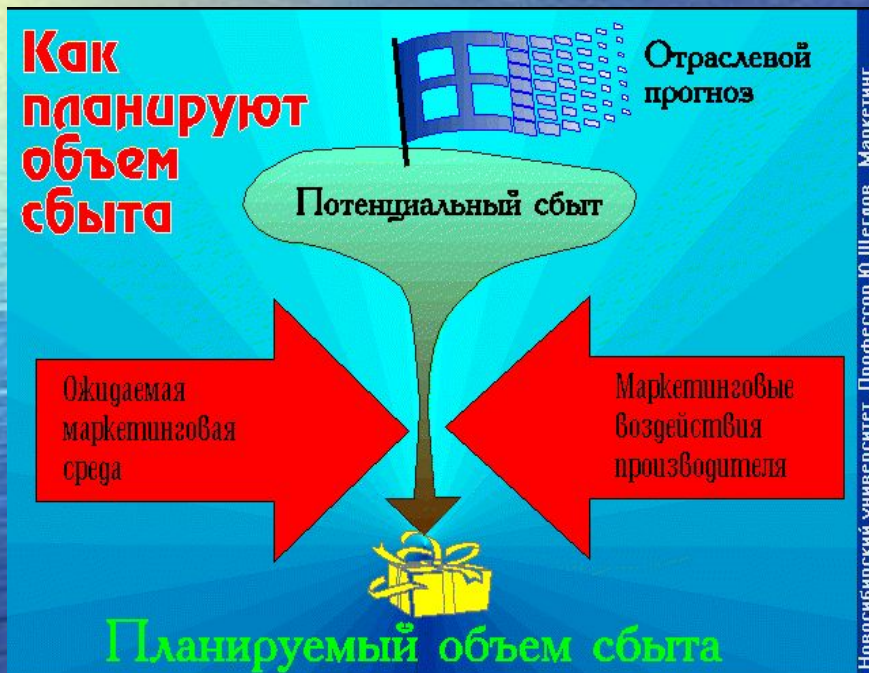 Как
планируют
объем
сбыта
Отраслевой
прогноз
Потенциальный сбыт
Ожидаемая
маркетинговая
среда
Маркетинговые
воздействия
производителя
Планируемый объем сбыта
Новосибирский университет Профессор Ю.Щеглов Маркетинг